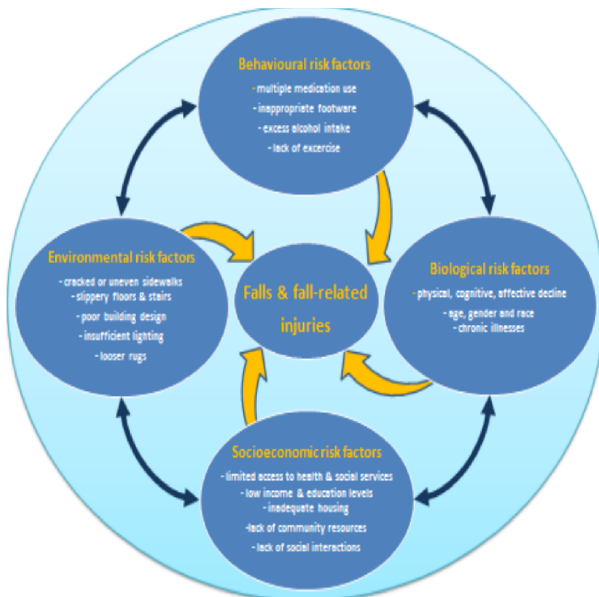 Behavioural risk factors
- multiple medication use
- inappropriate footware
- excess alcohol intake
- lack of excercise
Environmental risk factors
- cracked or uneven sidewalks
- slippery floors & stairs
- poor building design
- insufficient lighting
- looser rugs
Falls & fall-related
injuries
Biological risk factors
- physical, cognitive, affective decline
- age, gender and race
- chronic illnesses
Socioeconomic risk factors
- limited access to health & social services
- low income & education levels
- inadequate housing
-lack of community resources
- lack of social interactions